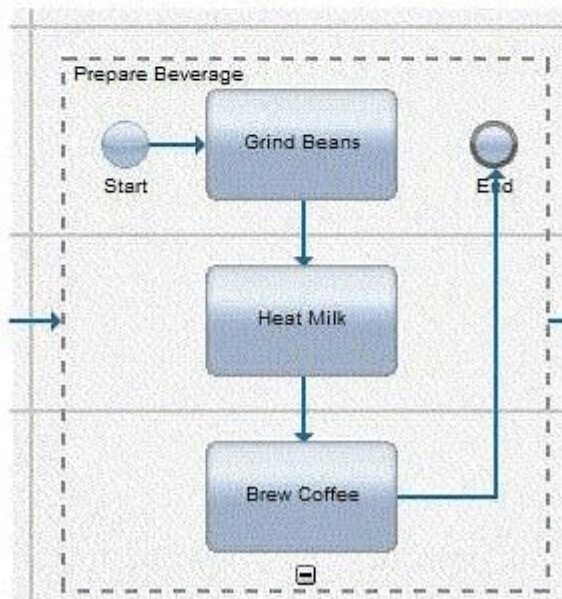 Prepare Beverage
Grind Beans
Start
End
Heat Milk
Brew Coffee